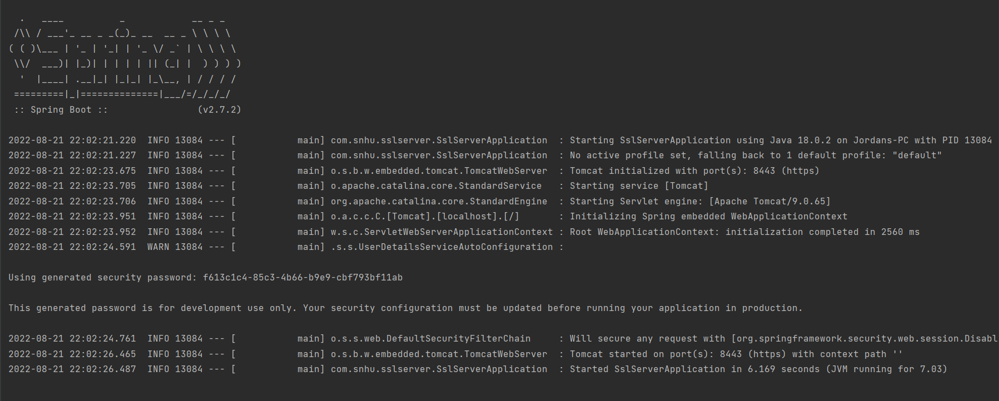 .   ____          _            __ _ _
 /\\ / ___'_ __ _ _(_)_ __  __ _ \ \ \ \
( ( )\___ | '_ | '_| | '_ \/ _` | \ \ \ \
 \\/  ___)| |_)| | | | | || (_| |  ) ) ) )
  '  |____| .__|_| |_|_| |_\__, | / / / /
 =========|_|==============|___/=/_/_/_/
 :: Spring Boot ::                (v2.7.2)
2022-08-21 22:02:21.220  INFO 13084 --- [           main] com.snhu.sslserver.SslServerApplication  : Starting SslServerApplication using Java 18.0.2 on Jordans-PC with PID 13084
2022-08-21 22:02:21.227  INFO 13084 --- [           main] com.snhu.sslserver.SslServerApplication  : No active profile set, falling back to 1 default profile: "default"
2022-08-21 22:02:23.675  INFO 13084 --- [           main] o.s.b.w.embedded.tomcat.TomcatWebServer  : Tomcat initialized with port(s): 8443 (https)
2022-08-21 22:02:23.705  INFO 13084 --- [           main] o.apache.catalina.core.StandardService   : Starting service [Tomcat]
2022-08-21 22:02:23.706  INFO 13084 --- [           main] org.apache.catalina.core.StandardEngine  : Starting Servlet engine: [Apache Tomcat/9.0.65]
2022-08-21 22:02:23.951  INFO 13084 --- [           main] o.a.c.c.C.[Tomcat].[localhost].[/]       : Initializing Spring embedded WebApplicationContext
2022-08-21 22:02:23.952  INFO 13084 --- [           main] w.s.c.ServletWebServerApplicationContext : Root WebApplicationContext: initialization completed in 2560 ms
2022-08-21 22:02:24.591  WARN 13084 --- [           main] .s.s.UserDetailsServiceAutoConfiguration :
Using generated security password: f613c1c4-85c3-4b66-b9e9-cbf793bf11ab
This generated password is for development use only. Your security configuration must be updated before running your application in production.
2022-08-21 22:02:24.761  INFO 13084 --- [           main] o.s.s.web.DefaultSecurityFilterChain     : Will secure any request with [org.springframework.security.web.session.Disabl
2022-08-21 22:02:26.465  INFO 13084 --- [           main] o.s.b.w.embedded.tomcat.TomcatWebServer  : Tomcat started on port(s): 8443 (https) with context path ''
2022-08-21 22:02:26.487  INFO 13084 --- [           main] com.snhu.sslserver.SslServerApplication  : Started SslServerApplication in 6.169 seconds (JVM running for 7.03)